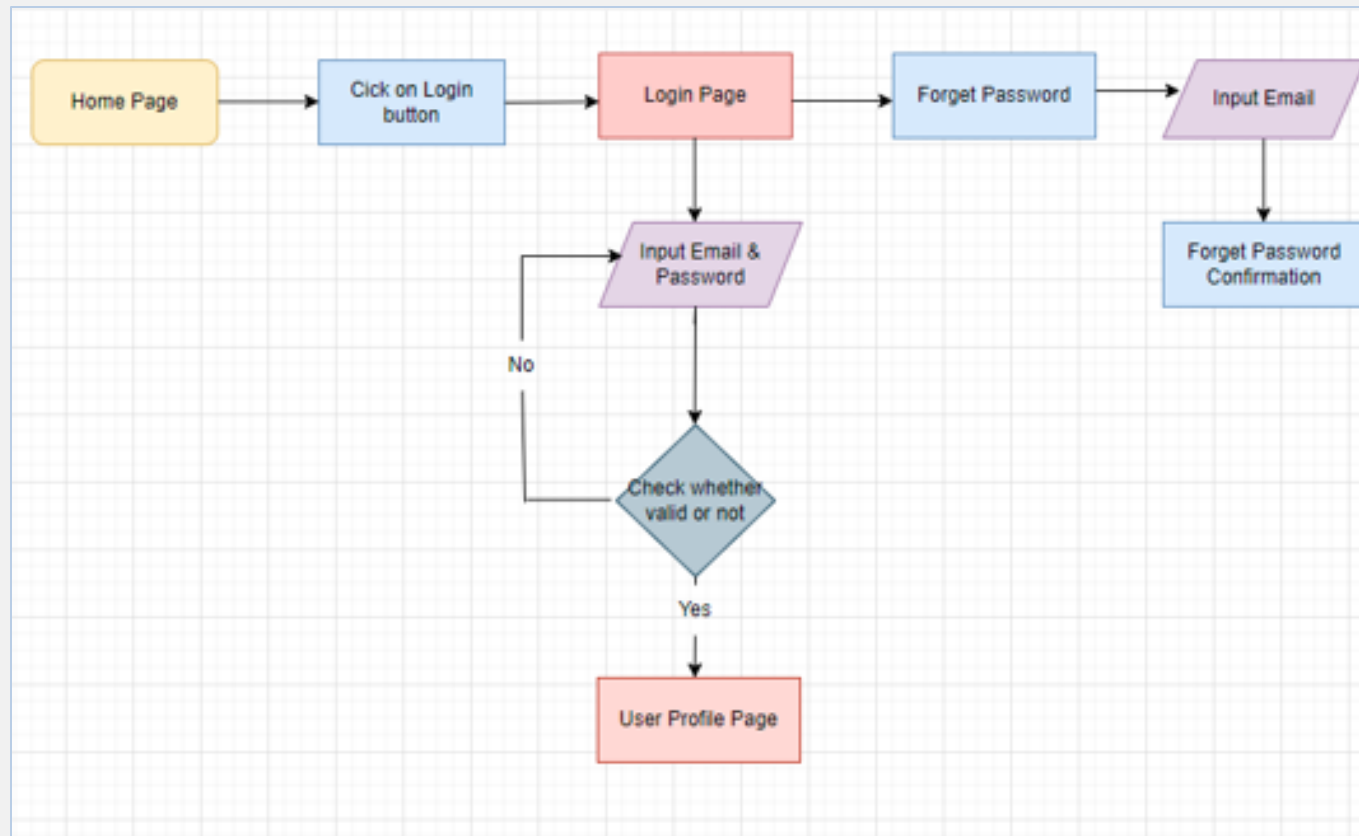 Home Page
Cick on Login
button
Login Page
Forget Password
Input Email
Input Email &
Password
Forget Password
Confirmation
No
Check whether
valid or not
Yes
User Profile Page